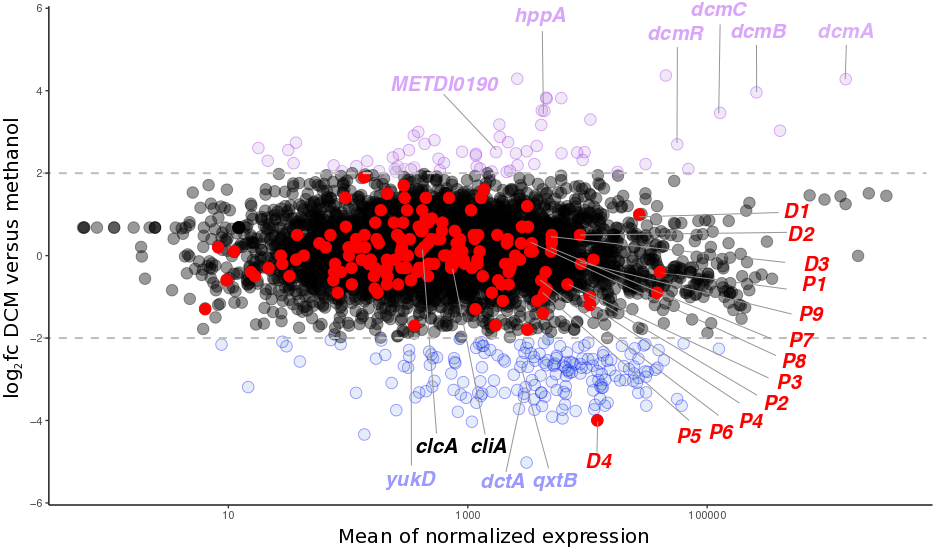 6
4
2
0
−2
−4
−6
10
1000
100000
log2fc DCM versus methanol
Mean of normalized expression
hppA
dcmC
dcmR
dcmB
dcmA
METDI0190
D1
D2
D3
P1
P9
P7
P8
P3
P2
P4
P6
P5
D4
clcA
cliA
yukD
dctA
qxtB